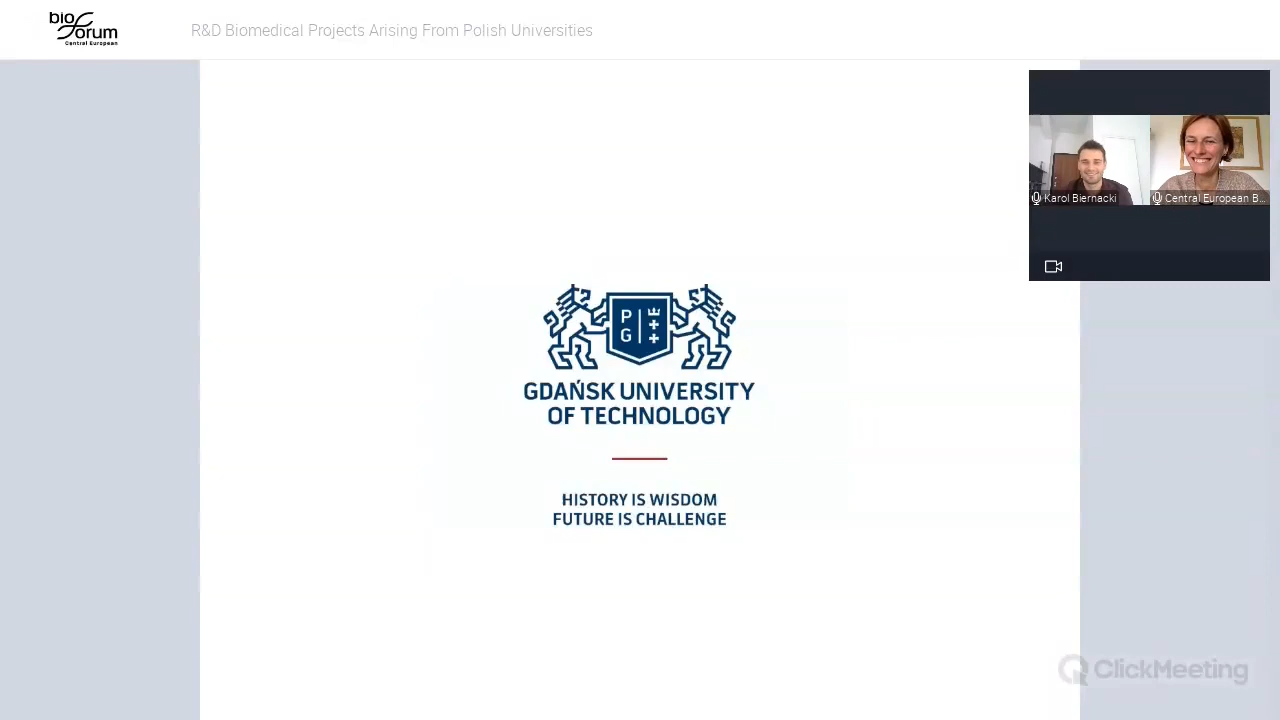 bio
forum
Central European
R&D Biomedical Projects Arising From Polish Universities
Karol Biernacki
Central European B...
P
G
GDAŃSK UNIVERSITY
OF TECHNOLOGY
HISTORY IS WISDOM
FUTURE IS CHALLENGE
ClickMeeting